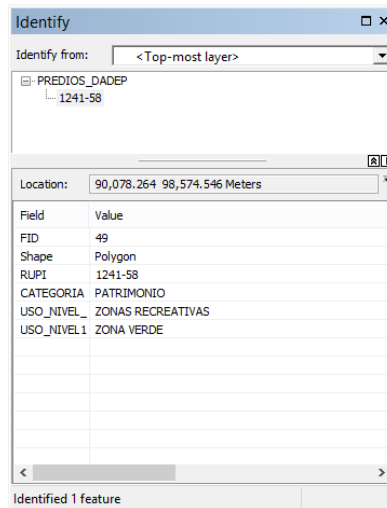 Identify
Identify from: <Top-most layer>
PREDIOS_DADEP
1241-58
Location: 90,078.264 98,574.546 Meters
Field Value
FID 49
Shape Polygon
RUPI 1241-58
CATEGORIA PATRIMONIO
USO_NIVEL_ ZONAS RECREATIVAS
USO_NIVEL1 ZONA VERDE
Identified 1 feature